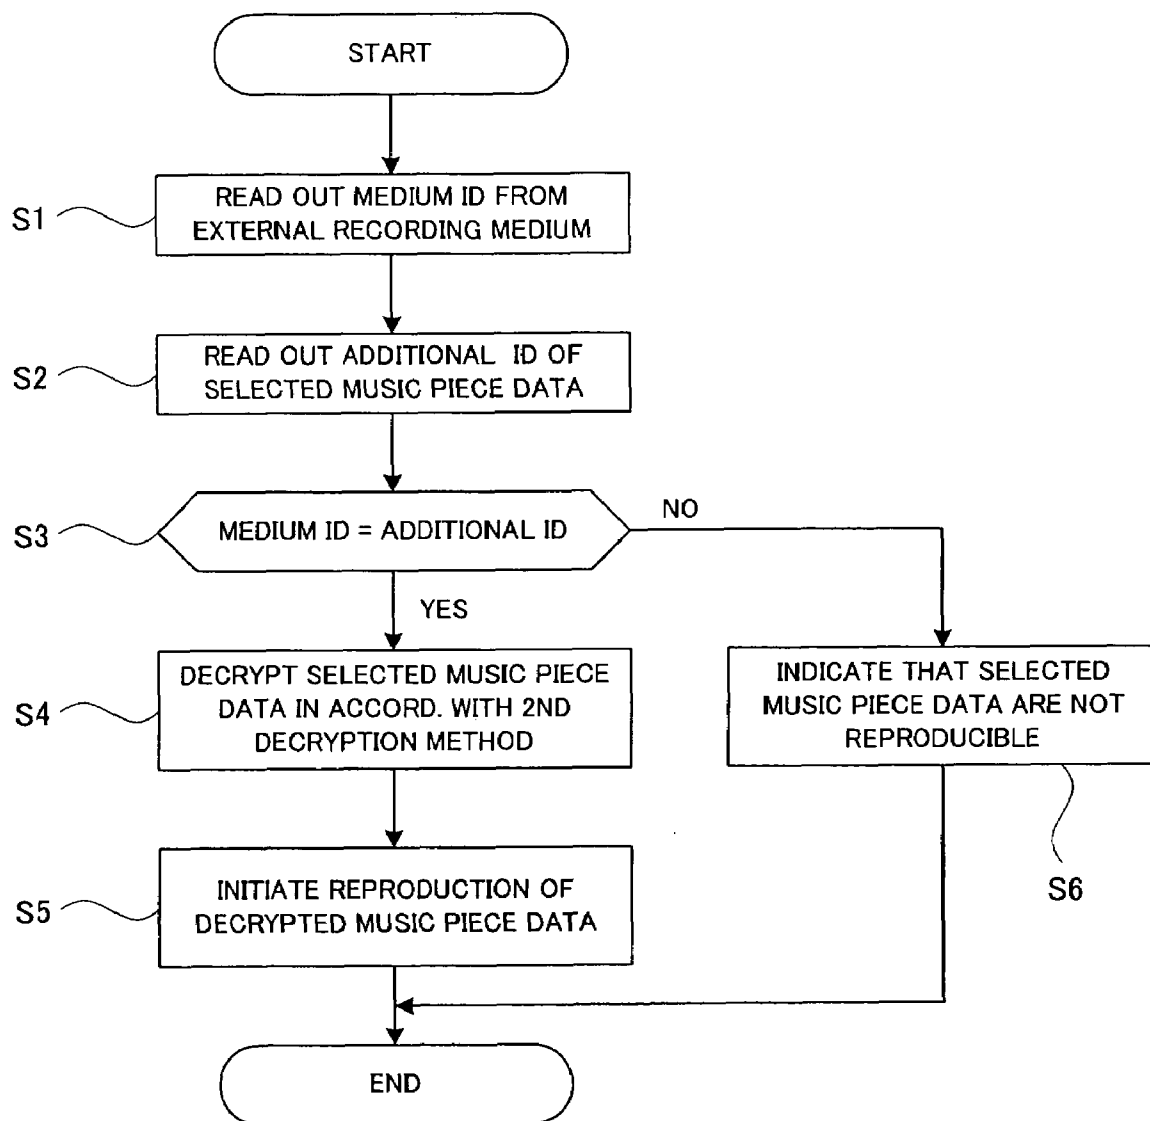 START
S1
READ OUT MEDIUM ID FROM
EXTERNAL RECORDING MEDIUM
S2
READ OUT ADDITIONAL ID OF
SELECTED MUSIC PIECE DATA
S3
MEDIUM ID = ADDITIONAL ID
NO
YES
S4
DECRYPT SELECTED MUSIC PIECE
DATA IN ACCORD. WITH 2ND
DECRYPTION METHOD
INDICATE THAT SELECTED
MUSIC PIECE DATA ARE NOT
REPRODUCIBLE
S6
S5
INITIATE REPRODUCTION OF
DECRYPTED MUSIC PIECE DATA
END